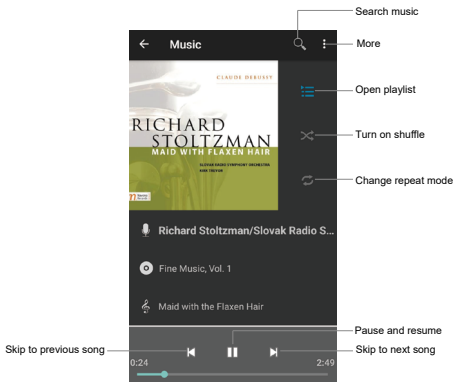 Search music
Music
More
CLAUDE DEBUSSY
Open playlist
RICHARD
STOLTZMAN
MAID WITH FLAXEN HAIR
Turn on shuffle
SLOVAK RADIO SYMPHONY ORCHESTRA
KIRK TREVOR
Change repeat mode
Richard Stoltzman/Slovak Radio S...
Fine Music, Vol. 1
Maid with the Flaxen Hair
Pause and resume
Skip to previous song
Skip to next song
0:24
2:49